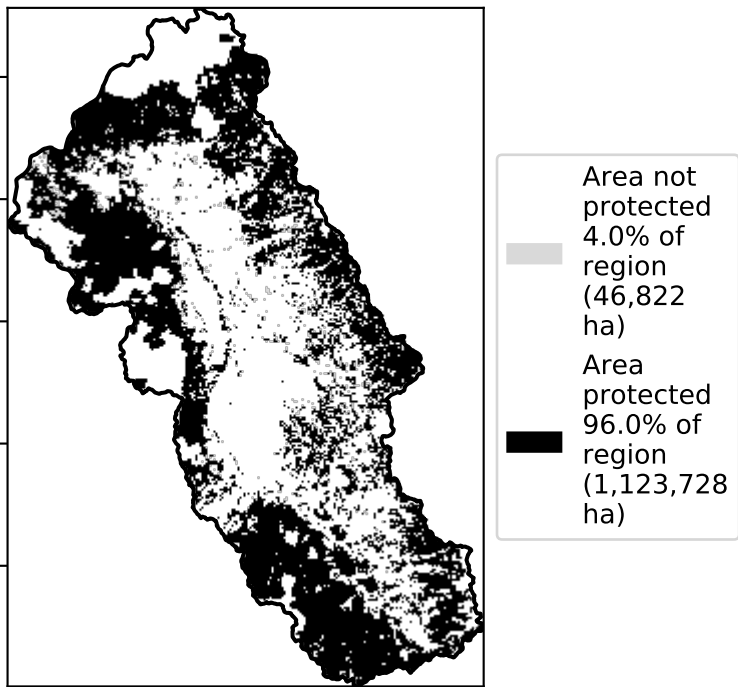 Area not
protected
4.0% of
region
(46,822
ha)
Area
protected
96.0% of
region
(1,123,728
ha)